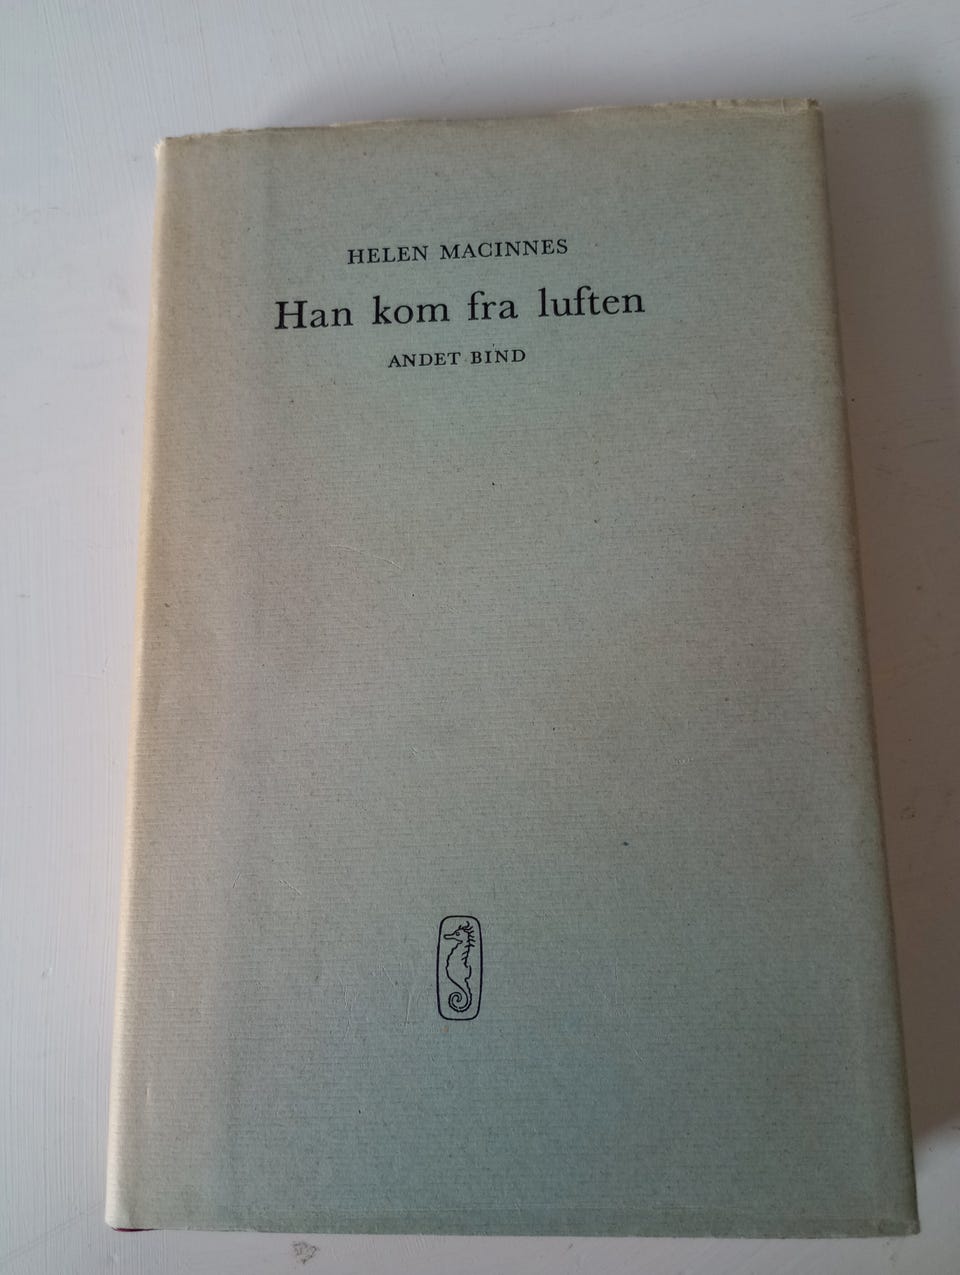 HELEN MACINNES
Han kom fra luften
ANDET BIND